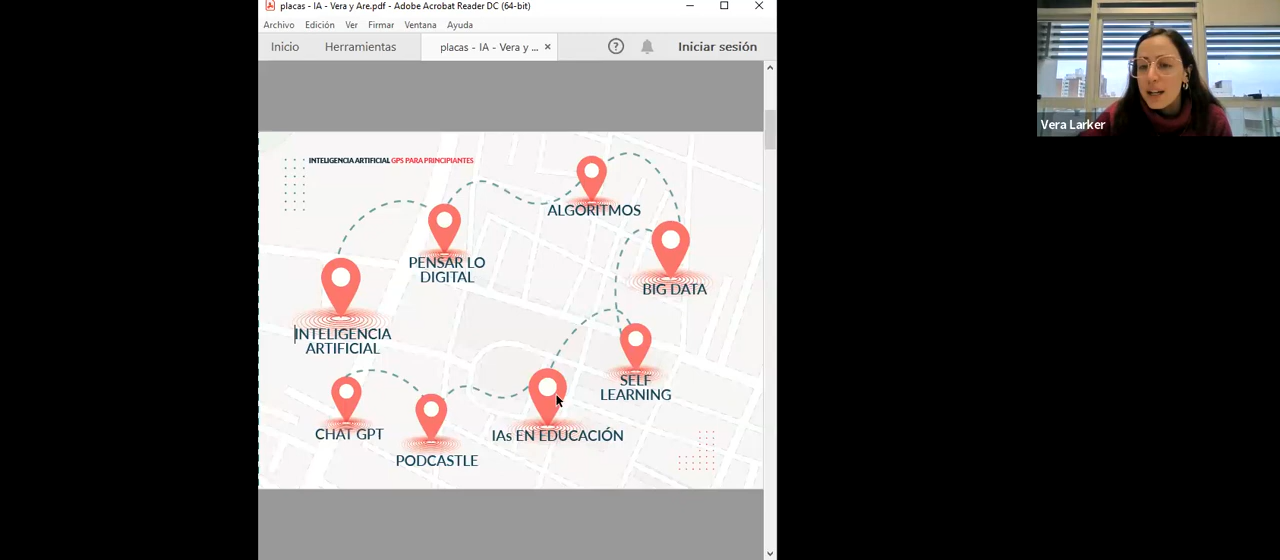 placas - IA - Vera y Are.pdf - Adobe Acrobat Reader DC (64-bit)
Archivo Edición Ver Firmar Ventana Ayuda
Inicio Herramientas placas - IA - Vera y ... × ? Iniciar sesión
Vera Larker
INTELIGENCIA ARTIFICIAL GPS PARA PRINCIPIANTES
ALGORITMOS
PENSAR LO
DIGITAL
BIG DATA
INTELIGENCIA
ARTIFICIAL
SELF
LEARNING
CHAT GPT
IAs EN EDUCACIÓN
PODCASTLE